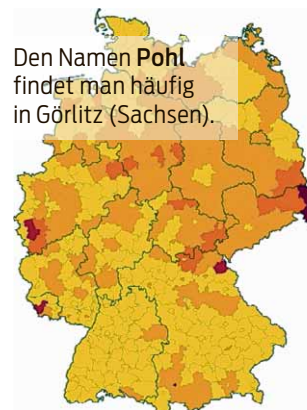 Den Namen Pohl
findet man häufig
in Görlitz (Sachsen).